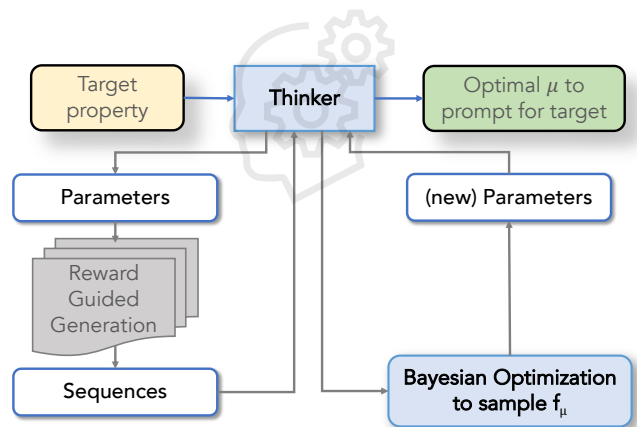 Target
property
Thinker
Optimal μ to
prompt for target
Parameters
(new) Parameters
Reward
Guided
Generation
Sequences
Bayesian Optimization
to sample fμ